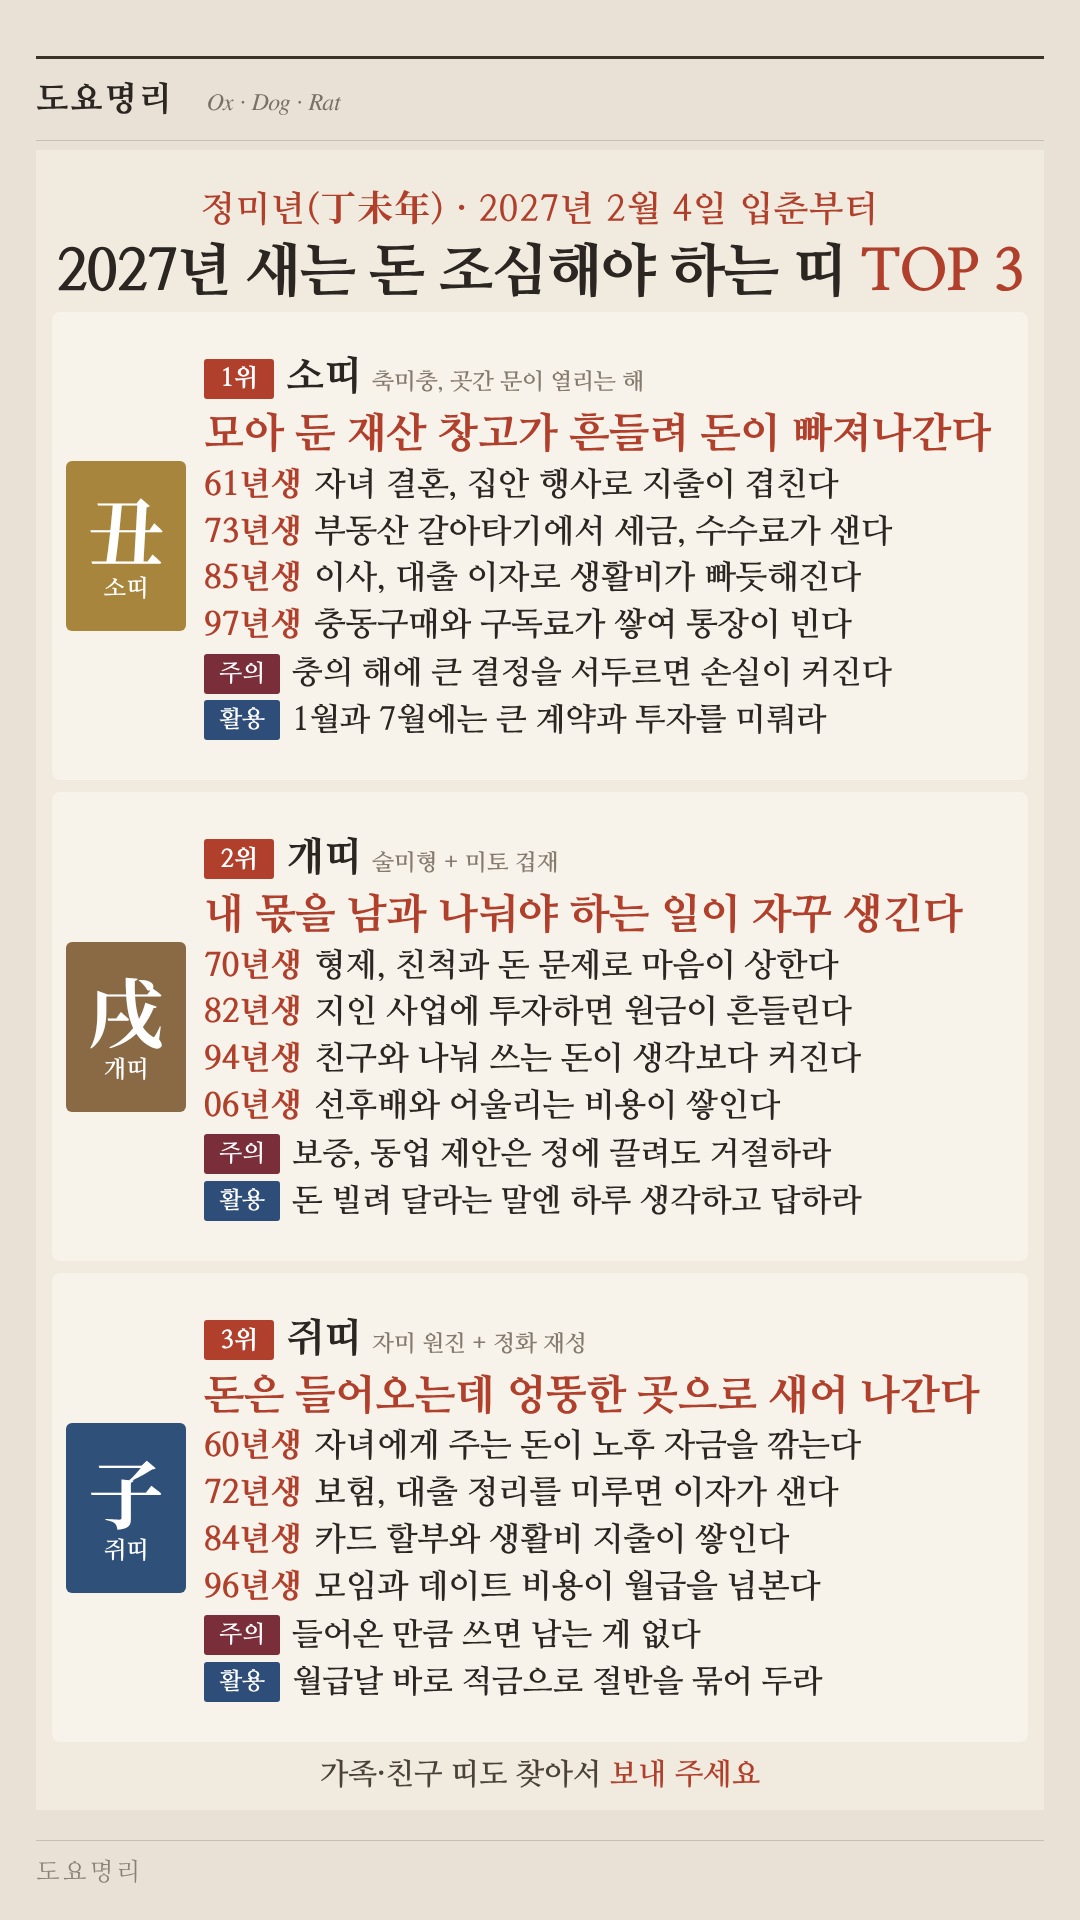 도요명리 Ox · Dog · Rat
정미년(丁未年) · 2027년 2월 4일 입춘부터
2027년 새는 돈 조심해야 하는 띠 TOP 3
丑
소띠
1위 소띠 축미충, 곳간 문이 열리는 해
모아 둔 재산 창고가 흔들려 돈이 빠져나간다
61년생 자녀 결혼, 집안 행사로 지출이 겹친다
73년생 부동산 갈아타기에서 세금, 수수료가 샌다
85년생 이사, 대출 이자로 생활비가 빠듯해진다
97년생 충동구매와 구독료가 쌓여 통장이 빈다
주의 충의 해에 큰 결정을 서두르면 손실이 커진다
활용 1월과 7월에는 큰 계약과 투자를 미뤄라
戌
개띠
2위 개띠 술미형 + 미토 겁재
내 몫을 남과 나눠야 하는 일이 자꾸 생긴다
70년생 형제, 친척과 돈 문제로 마음이 상한다
82년생 지인 사업에 투자하면 원금이 흔들린다
94년생 친구와 나눠 쓰는 돈이 생각보다 커진다
06년생 선후배와 어울리는 비용이 쌓인다
주의 보증, 동업 제안은 정에 끌려도 거절하라
활용 돈 빌려 달라는 말엔 하루 생각하고 답하라
子
쥐띠
3위 쥐띠 자미 원진 + 정화 재성
돈은 들어오는데 엉뚱한 곳으로 새어 나간다
60년생 자녀에게 주는 돈이 노후 자금을 깎는다
72년생 보험, 대출 정리를 미루면 이자가 샌다
84년생 카드 할부와 생활비 지출이 쌓인다
96년생 모임과 데이트 비용이 월급을 넘본다
주의 들어온 만큼 쓰면 남는 게 없다
활용 월급날 바로 적금으로 절반을 묶어 두라
가족·친구 띠도 찾아서 보내 주세요
도요명리